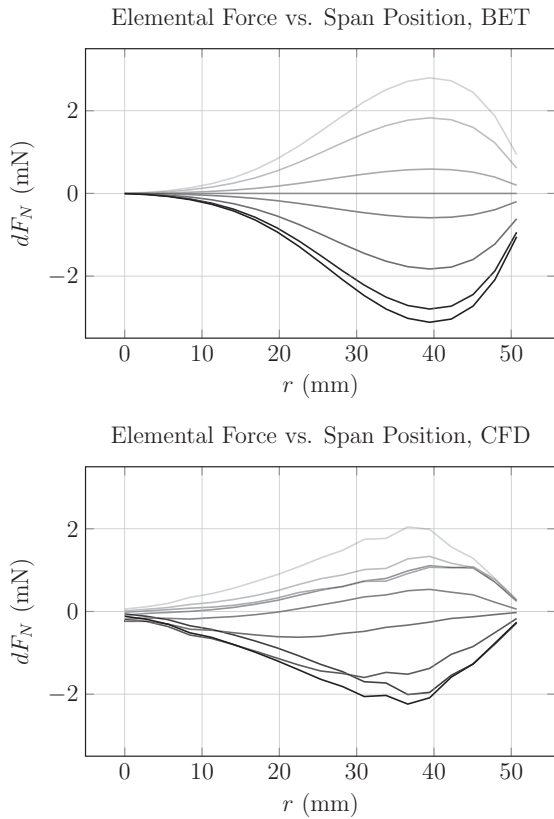 Elemental Force vs. Span Position, BET
2
0
−2
dF_N (mN)
0 10 20 30 40 50
r (mm)
Elemental Force vs. Span Position, CFD
2
0
−2
dF_N (mN)
0 10 20 30 40 50
r (mm)